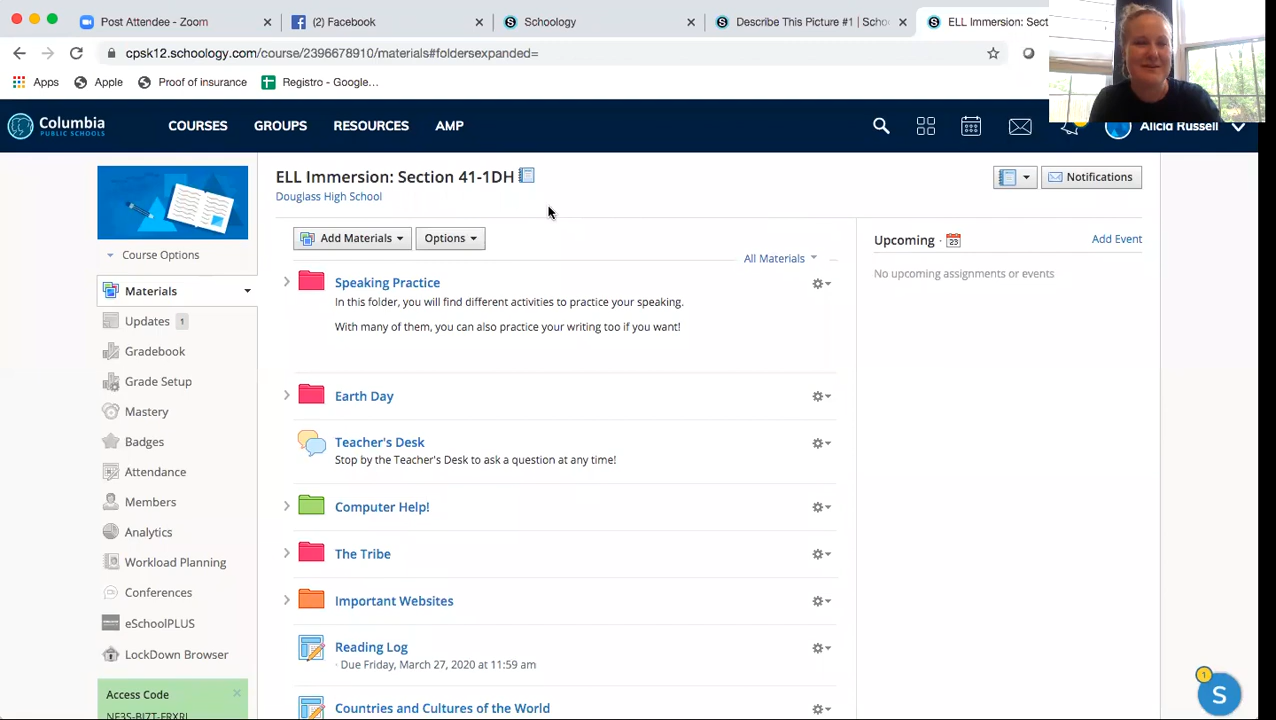 Post Attendee - Zoom
(2) Facebook
Schoology
Describe This Picture #1 | Schoo
ELL Immersion: Sect
cpsk12.schoology.com/course/2396678910/materials#foldersexpanded=
Apps
Apple
Proof of insurance
Registro - Google...
Columbia
PUBLIC SCHOOLS
COURSES
GROUPS
RESOURCES
AMP
Alicia Russell
ELL Immersion: Section 41-1DH
Douglass High School
Notifications
Course Options
Materials
Updates 1
Gradebook
Grade Setup
Mastery
Badges
Attendance
Members
Analytics
Workload Planning
Conferences
eSchoolPLUS
LockDown Browser
Access Code
Add Materials
Options
All Materials
Speaking Practice
In this folder, you will find different activities to practice your speaking.
With many of them, you can also practice your writing too if you want!
Earth Day
Teacher's Desk
Stop by the Teacher's Desk to ask a question at any time!
Computer Help!
The Tribe
Important Websites
Reading Log
· Due Friday, March 27, 2020 at 11:59 am
Countries and Cultures of the World
Upcoming · 23
Add Event
No upcoming assignments or events
1
S